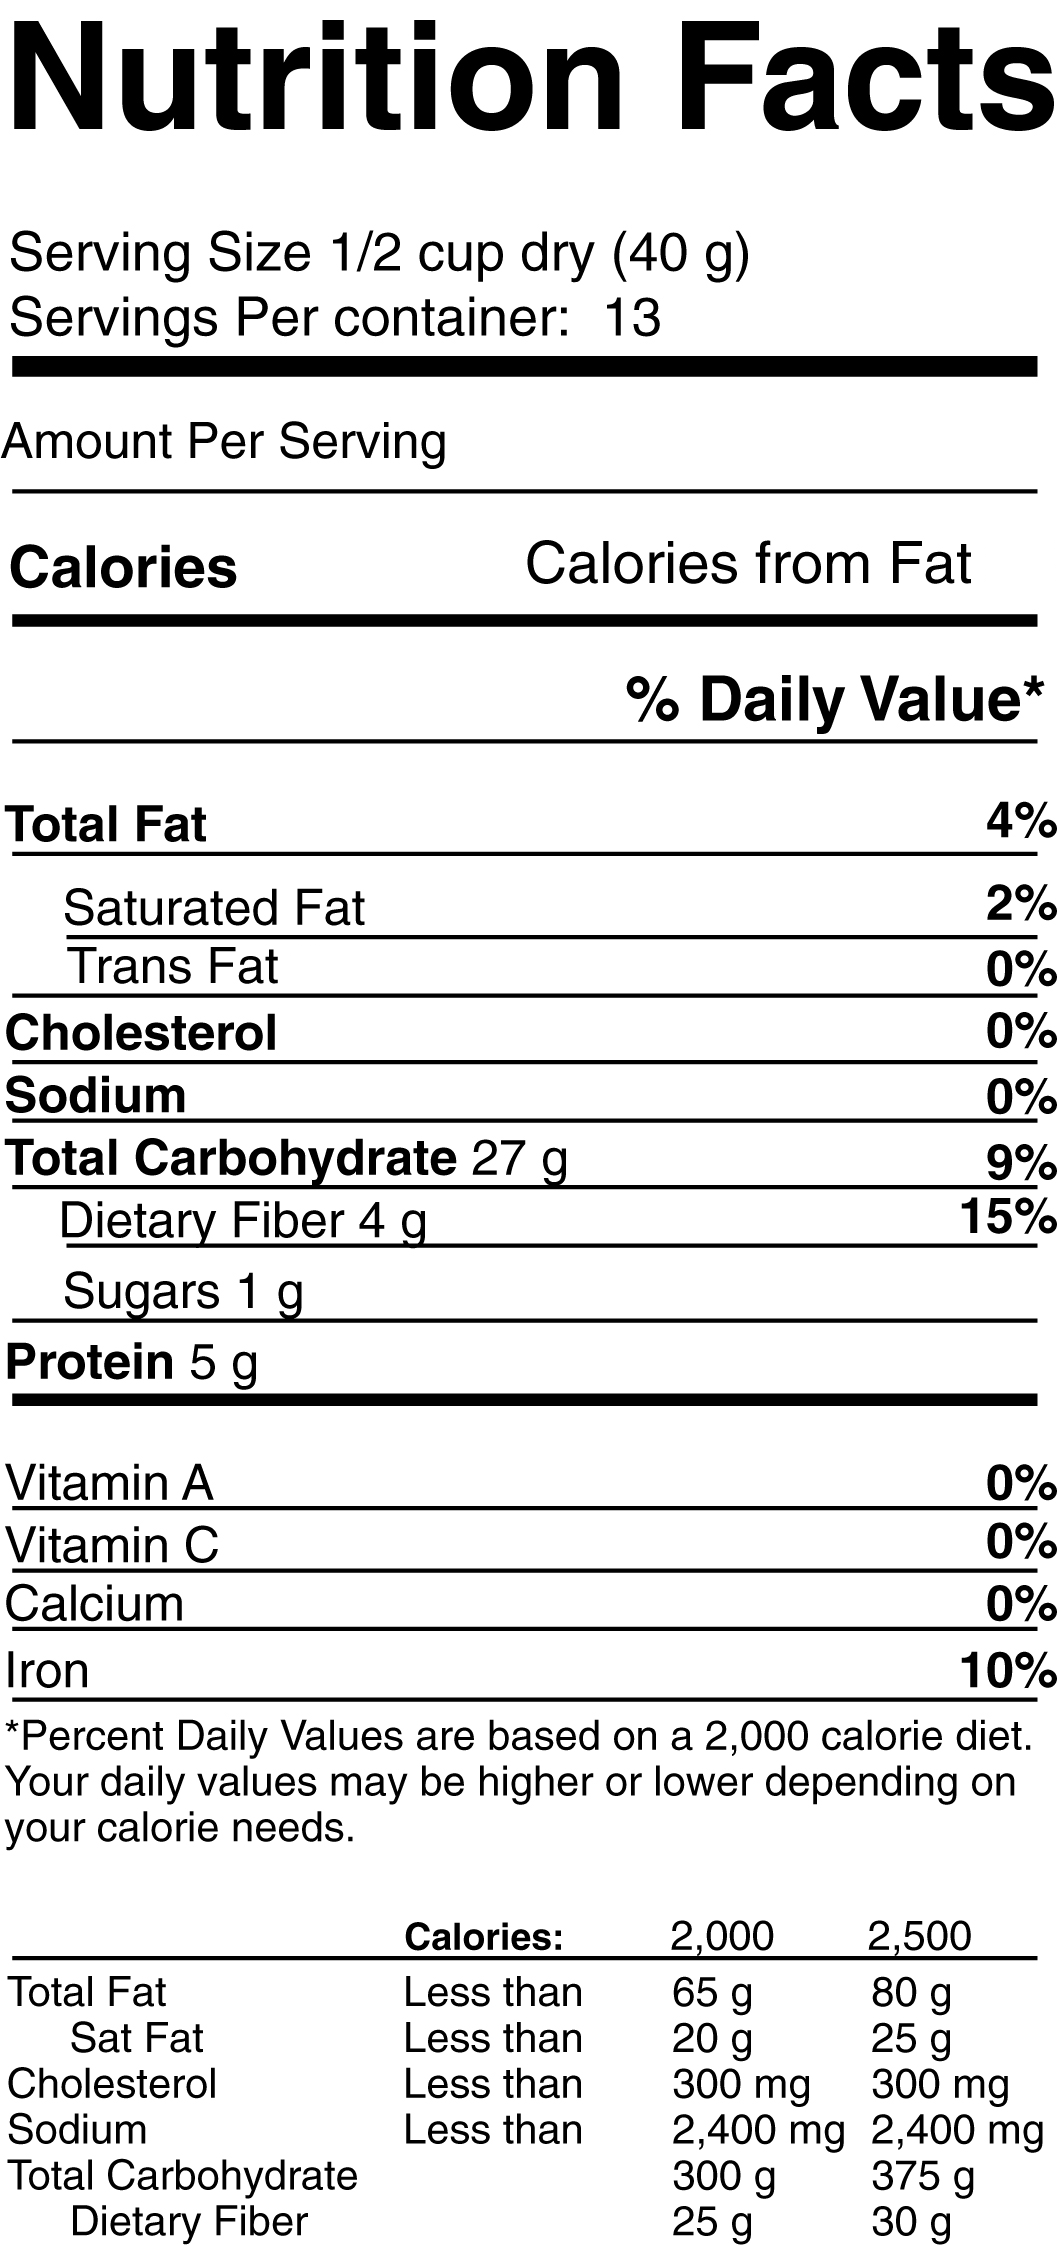 Nutrition Facts
Serving Size 1/2 cup dry (40 g)
Servings Per container:  13
Amount Per Serving
Calories Calories from Fat
% Daily Value*
Total Fat 4%
Saturated Fat 2%
Trans Fat 0%
Cholesterol 0%
Sodium 0%
Total Carbohydrate 27 g 9%
Dietary Fiber 4 g 15%
Sugars 1 g
Protein 5 g
Vitamin A 0%
Vitamin C 0%
Calcium 0%
Iron 10%
*Percent Daily Values are based on a 2,000 calorie diet.
Your daily values may be higher or lower depending on
your calorie needs.
Calories: 2,000 2,500
Total Fat Less than 65 g 80 g
Sat Fat Less than 20 g 25 g
Cholesterol Less than 300 mg 300 mg
Sodium Less than 2,400 mg 2,400 mg
Total Carbohydrate 300 g 375 g
Dietary Fiber 25 g 30 g